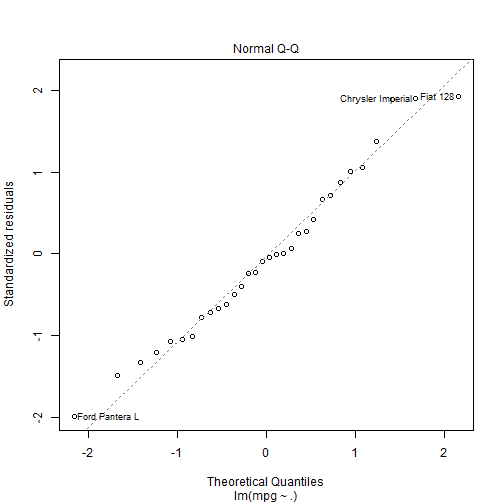 Normal Q-Q
Standardized residuals
2
1
0
-1
-2
Chrysler Imperial
Fiat 128
Ford Pantera L
-2
-1
0
1
2
Theoretical Quantiles
lm(mpg ~ .)